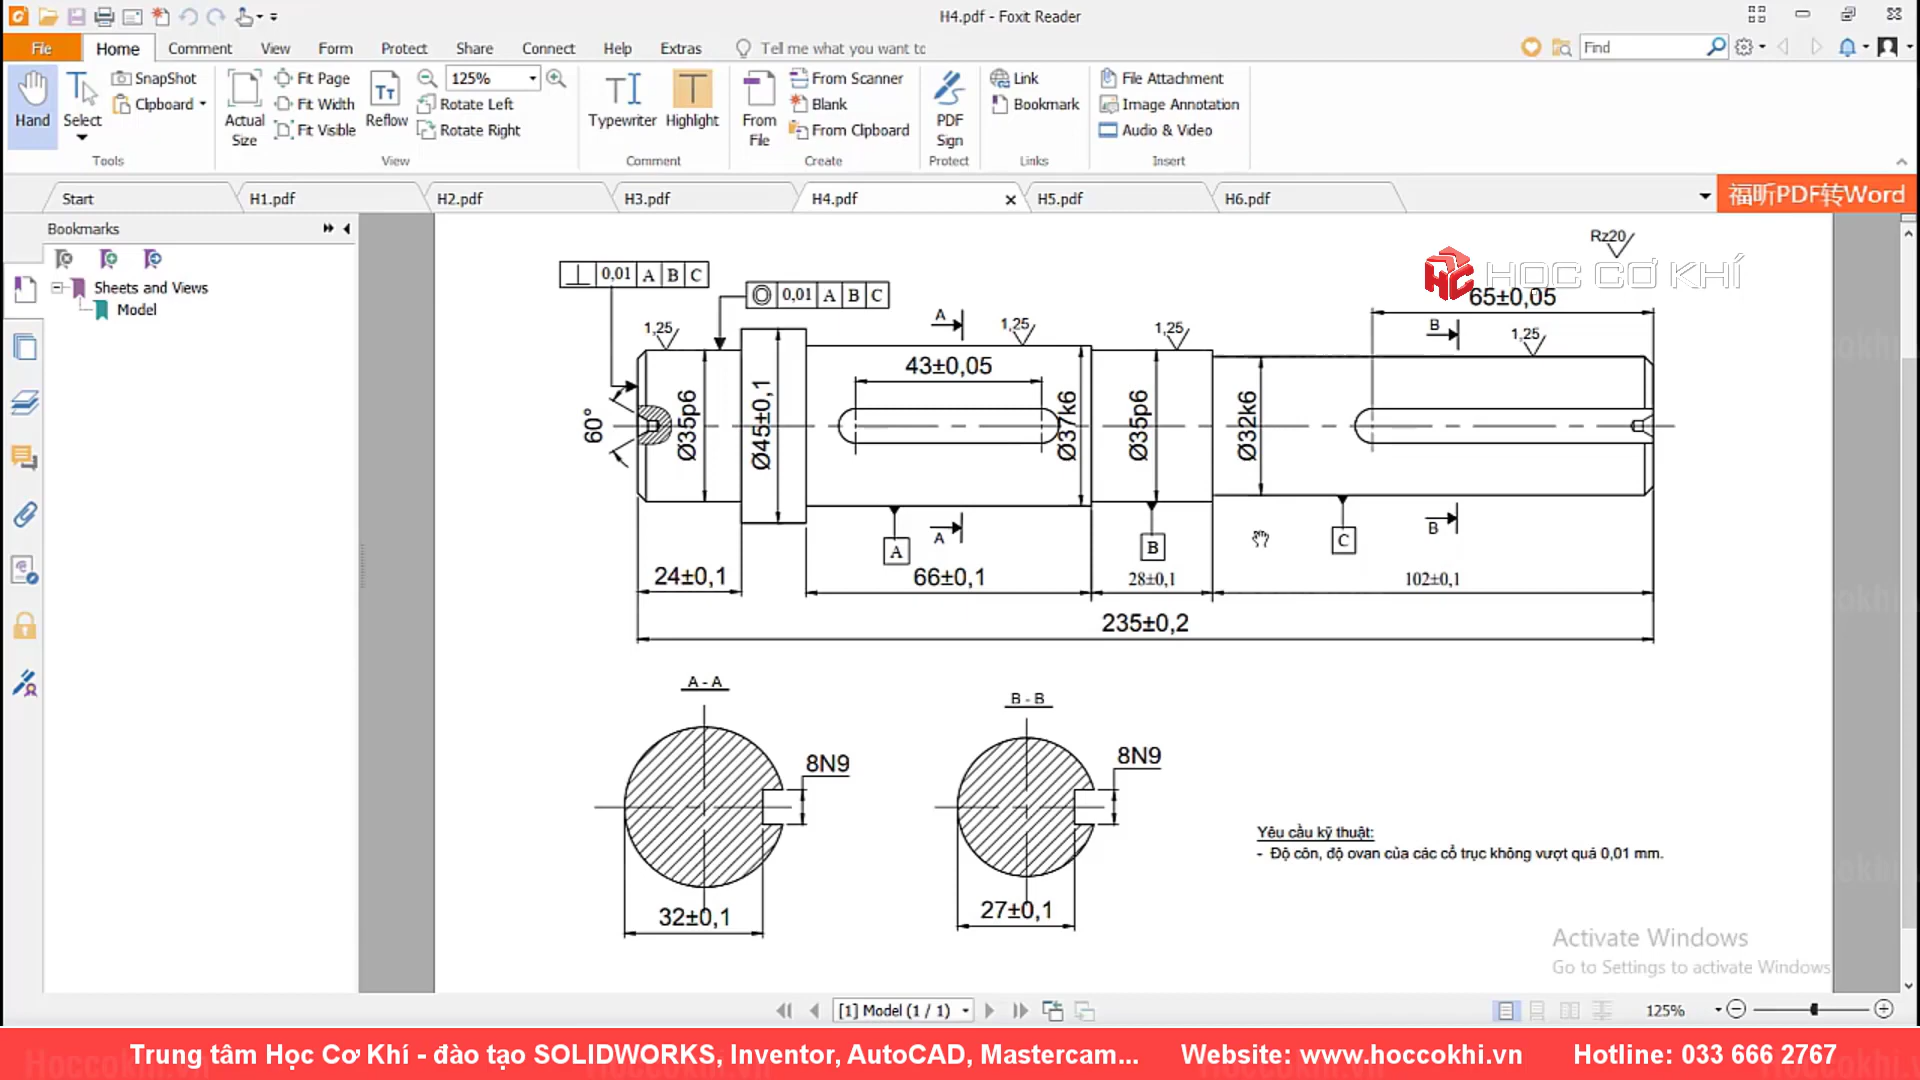 H4.pdf - Foxit Reader
File Home Comment View Form Protect Share Connect Help Extras Tell me what you want to Find
Hand
Select
SnapShot
Clipboard
Tools
Actual Size
Fit Page
Fit Width
Fit Visible
Reflow
125%
Rotate Left
Rotate Right
View
Typewriter
Highlight
Comment
From File
From Scanner
Blank
From Clipboard
Create
PDF Sign
Protect
Link
Bookmark
Links
File Attachment
Image Annotation
Audio & Video
Insert
Start H1.pdf H2.pdf H3.pdf H4.pdf H5.pdf H6.pdf
福昕PDF转Word
Bookmarks
Sheets and Views
Model
Rz20
HỌC CƠ KHÍ
0,01 A B C
0,01 A B C
65±0,05
1,25
A
1,25
1,25
B
1,25
43±0,05
60°
Ø35p6
Ø45±0,1
Ø37k6
Ø35p6
Ø32k6
A
A
B
C
B
24±0,1
66±0,1
28±0,1
102±0,1
235±0,2
A - A
B - B
8N9
8N9
32±0,1
27±0,1
Yêu cầu kỹ thuật:
- Độ côn, độ ovan của các cổ trục không vượt quá 0,01 mm.
Activate Windows
Go to Settings to activate Windows
[1] Model (1 / 1)
125%
Trung tâm Học Cơ Khí - đào tạo SOLIDWORKS, Inventor, AutoCAD, Mastercam... Website: www.hoccokhi.vn Hotline: 033 666 2767